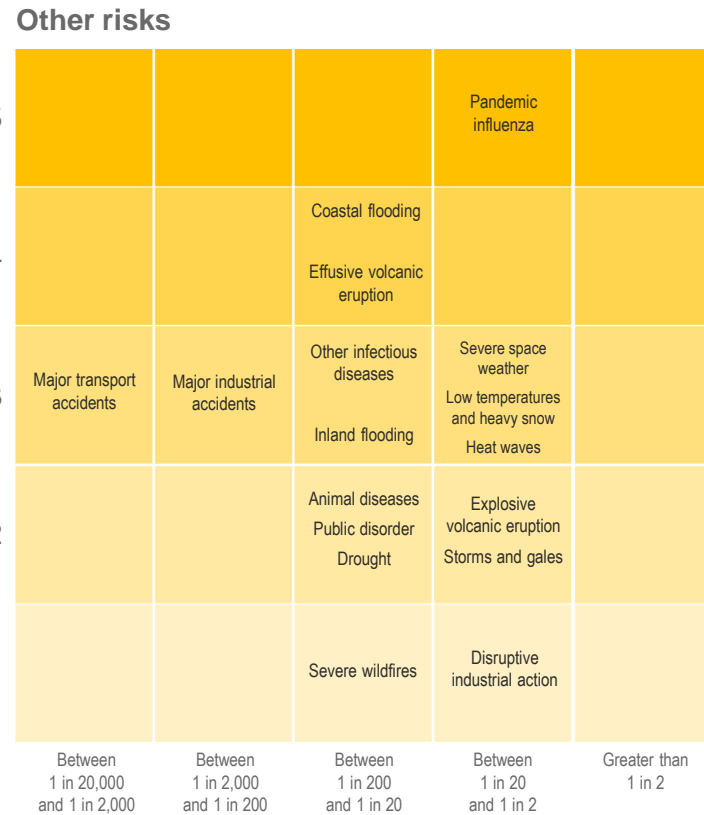 Other risks
Pandemic
influenza
Coastal flooding
Effusive volcanic
eruption
Major transport
accidents
Major industrial
accidents
Other infectious
diseases
Inland flooding
Severe space
weather
Low temperatures
and heavy snow
Heat waves
Animal diseases
Public disorder
Drought
Explosive
volcanic eruption
Storms and gales
Severe wildfires
Disruptive
industrial action
Between
1 in 20,000
and 1 in 2,000
Between
1 in 2,000
and 1 in 200
Between
1 in 200
and 1 in 20
Between
1 in 20
and 1 in 2
Greater than
1 in 2